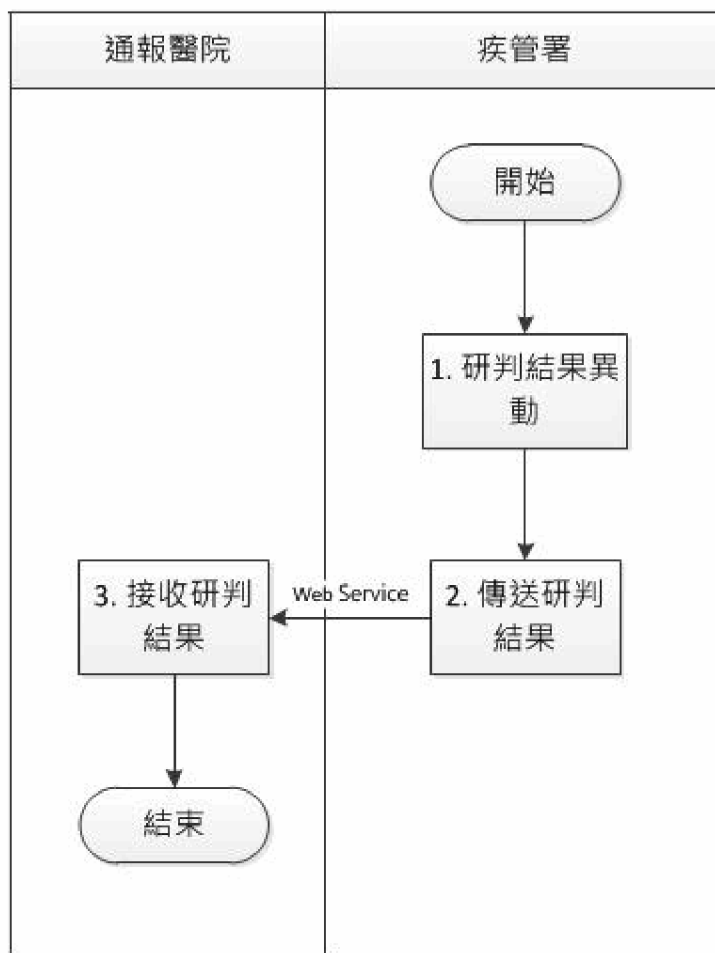 通報醫院
疾管署
開始
1. 研判結果異
動
2. 傳送研判
結果
Web Service
3. 接收研判
結果
結束